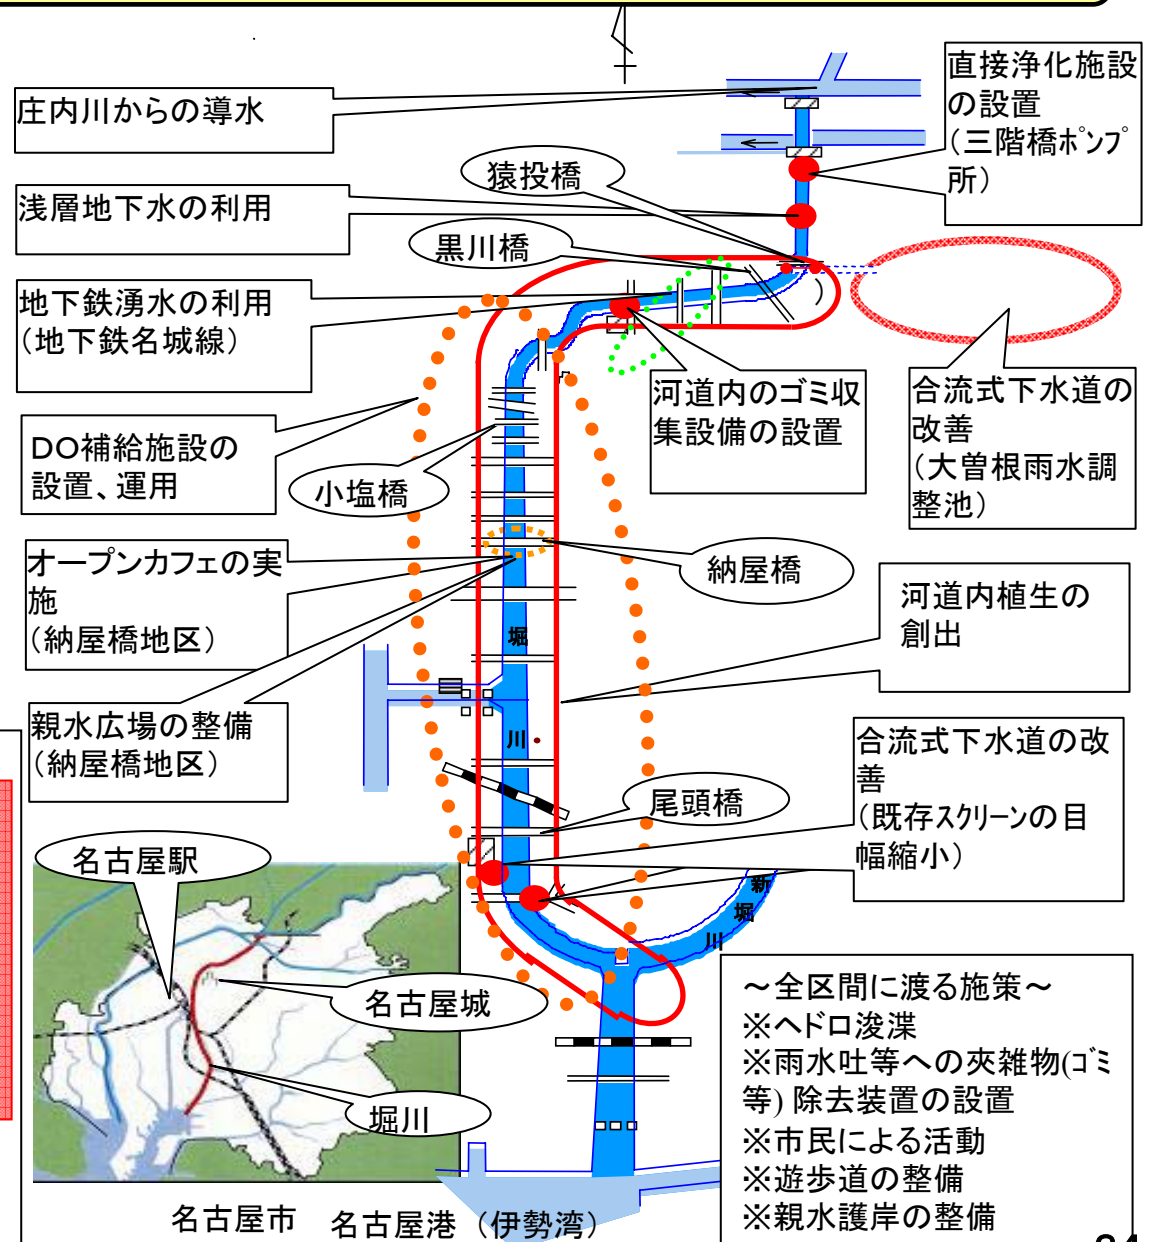 直接浄化施設
の設置
(三階橋ﾎﾟﾝﾌﾟ
所)
庄内川からの導水
猿投橋
浅層地下水の利用
黒川橋
地下鉄湧水の利用
(地下鉄名城線)
河道内のゴミ収
集設備の設置
合流式下水道の
改善
(大曽根雨水調
整池)
DO補給施設の
設置、運用
小塩橋
オープンカフェの実
施
(納屋橋地区)
納屋橋
河道内植生の
創出
堀
川
親水広場の整備
(納屋橋地区)
合流式下水道の改
善
(既存ｽｸﾘｰﾝの目
幅縮小)
尾頭橋
名古屋駅
新
堀
川
名古屋城
堀川
～全区間に渡る施策～
※ヘドロ浚渫
※雨水吐等への夾雑物(ｺﾞﾐ
等) 除去装置の設置
※市民による活動
※遊歩道の整備
※親水護岸の整備
名古屋市
名古屋港 (伊勢湾)